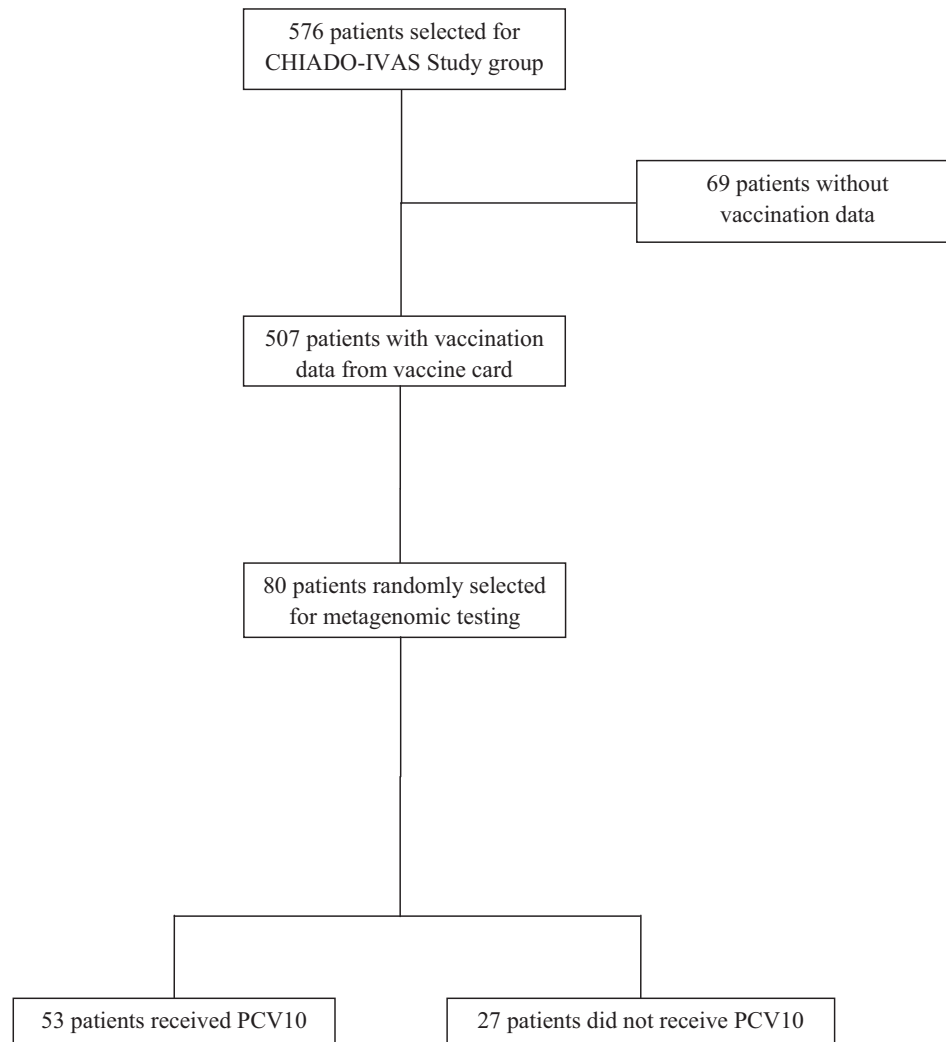 576 patients selected for
CHIADO-IVAS Study group
69 patients without
vaccination data
507 patients with vaccination
data from vaccine card
80 patients randomly selected
for metagenomic testing
53 patients received PCV10
27 patients did not receive PCV10